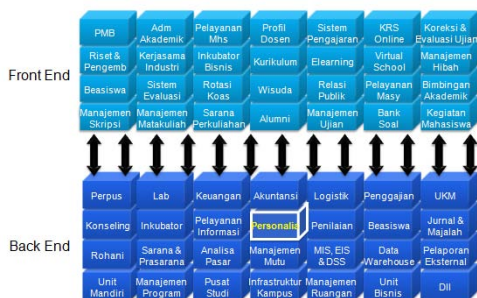 PMB
Adm
Akademik
Pelayanan
Mhs
Profil
Dosen
Sistem
Pengajaran
KRS
Online
Koreksi &
Evaluasi Ujian
Front End
Riset &
Pengemb
Kerjasama
Industri
Inkubator
Bisnis
Kurikulum
Elearning
Virtual
School
Manajemen
Hibah
Beasiswa
Sistem
Evaluasi
Rotasi
Koas
Wisuda
Relasi
Publik
Pelayanan
Masy
Bimbingan
Akademik
Manajemen
Skripsi
Manajemen
Matakuliah
Sarana
Perkuliahan
Alumni
Manajemen
Ujian
Bank
Soal
Kegiatan
Mahasiswa
Perpus
Lab
Keuangan
Akuntansi
Logistik
Penggajian
UKM
Back End
Konseling
Inkubator
Pelayanan
Informasi
Personalia
Penilaian
Beasiswa
Jurnal &
Majalah
Rohani
Sarana &
Prasarana
Analisa
Pasar
Manajemen
Mutu
MIS, EIS
& DSS
Data
Warehouse
Pelaporan
Eksternal
Unit
Mandiri
Manajemen
Program
Pusat
Studi
Infrastruktur
Kampus
Manajemen
Ruangan
Unit
Bisnis
Dll